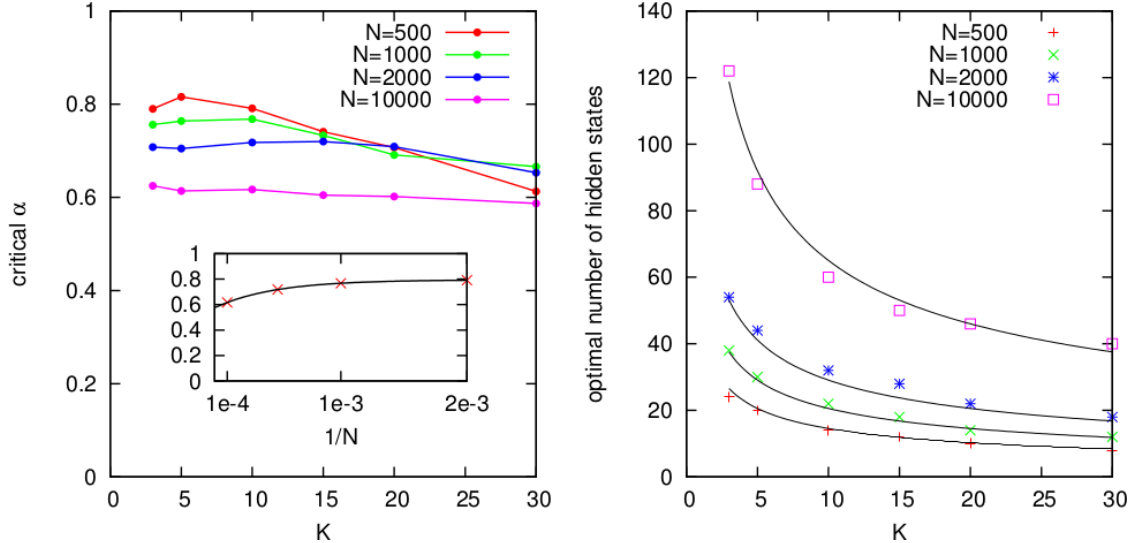 critical α
1
0.8
0.6
0.4
0.2
0
N=500
N=1000
N=2000
N=10000
1
0.8
0.6
0.4
0.2
0
1e-4
1e-3
2e-3
1/N
0
5
10
15
20
25
30
K
optimal number of hidden states
140
120
100
80
60
40
20
0
N=500
N=1000
N=2000
N=10000
0
5
10
15
20
25
30
K